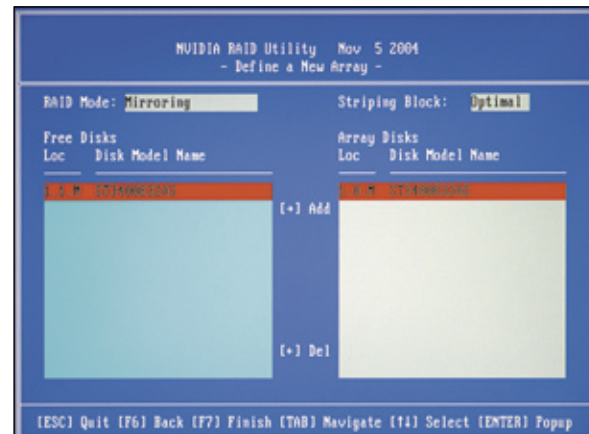 NVIDIA RAID Utility Nov 5 2004
- Define a New Array -
RAID Mode: Mirroring
Striping Block: Optimal
Free Disks
Loc Disk Model Name
Array Disks
Loc Disk Model Name
[→] Add
[←] Del
[ESC] Quit [F6] Back [F7] Finish [TAB] Navigate [↑↓] Select [ENTER] Popup